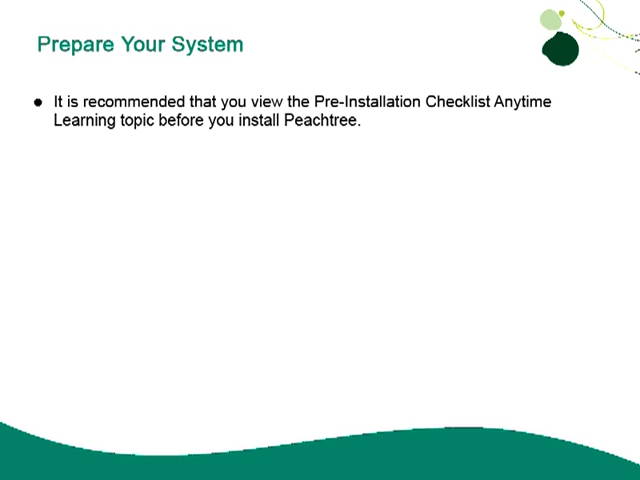 Prepare Your System
● It is recommended that you view the Pre-Installation Checklist Anytime
Learning topic before you install Peachtree.